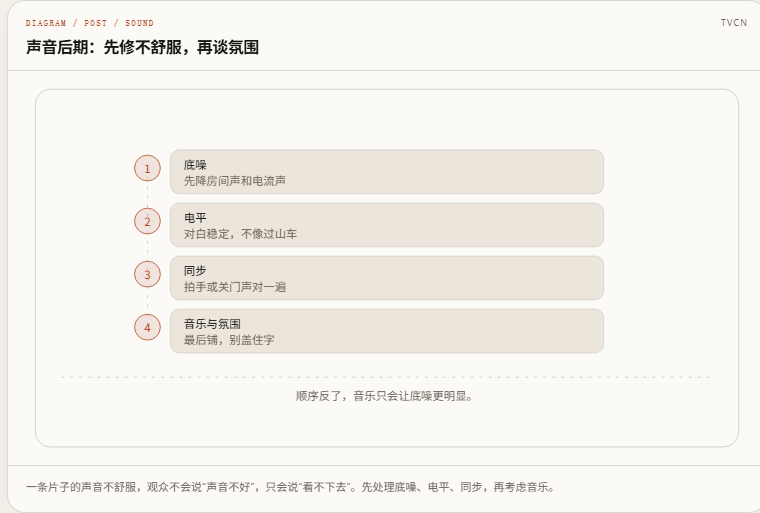 DIAGRAM / POST / SOUND
TVCN
声音后期：先修不舒服，再谈氛围
1
底噪
先降房间声和电流声
2
电平
对白稳定，不像过山车
3
同步
拍手或关门声对一遍
4
音乐与氛围
最后铺，别盖住字
顺序反了，音乐只会让底噪更明显。
一条片子的声音不舒服，观众不会说“声音不好”，只会说“看不下去”。先处理底噪、电平、同步，再考虑音乐。